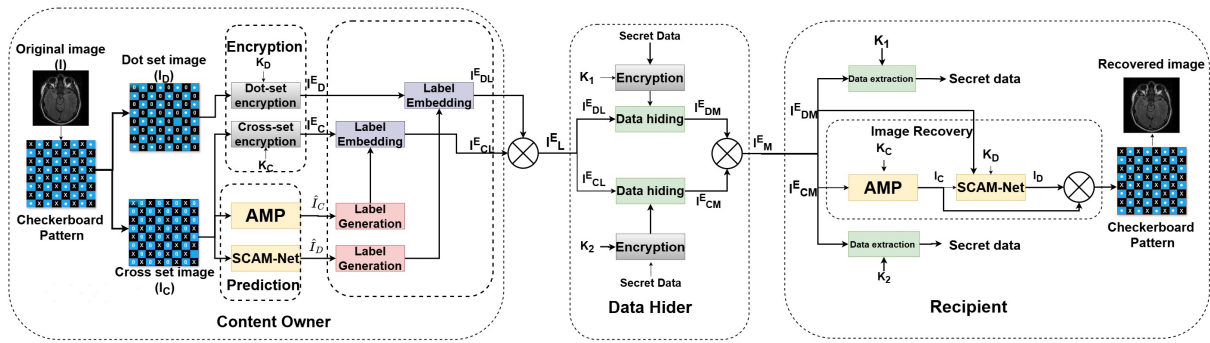 Original image
(I)
Checkerboard
Pattern
Dot set image
(I_D)
Cross set image
(I_C)
Encryption
K_D
Dot-set
encryption
I^E_D
Cross-set
encryption
I^E_C
K_C
AMP
Î_C
SCAM-Net
Î_D
Prediction
Label
Embedding
I^E_DL
Label
Embedding
I^E_CL
Label
Generation
Label
Generation
Content Owner
I^E_L
Secret Data
K_1
Encryption
I^E_DL
Data hiding
I^E_DM
I^E_CL
Data hiding
I^E_CM
K_2
Encryption
Secret Data
Data Hider
I^E_M
K_1
Data extraction
Secret data
I^E_DM
Image Recovery
K_C
AMP
I_C
K_D
SCAM-Net
I_D
I^E_CM
Data extraction
Secret data
K_2
Recipient
Recovered image
Checkerboard
Pattern